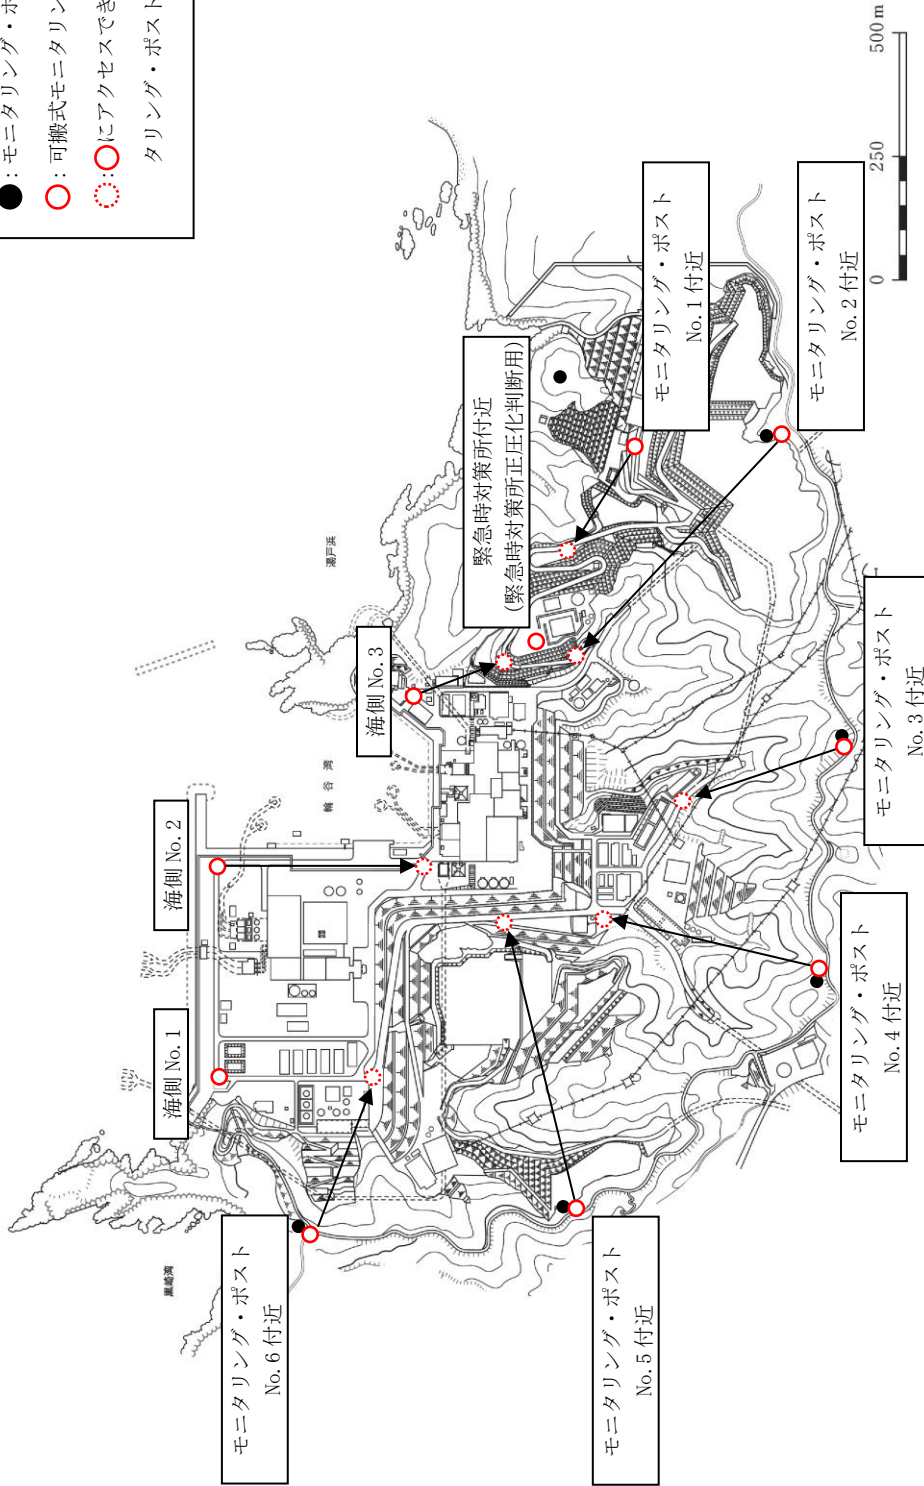 ●：モニタリング・ポ
○：可搬式モニタリン
○：○にアクセスでき
タリング・ポスト
海側 No.1
海側 No.2
海側 No.3
緊急時対策所付近
(緊急時対策所正圧化判断用)
モニタリング・ポスト
No.1 付近
モニタリング・ポスト
No.2 付近
モニタリング・ポスト
No.3 付近
モニタリング・ポスト
No.4 付近
モニタリング・ポスト
No.5 付近
モニタリング・ポスト
No.6 付近
輪谷湾
湯戸浜
0 250 500 m